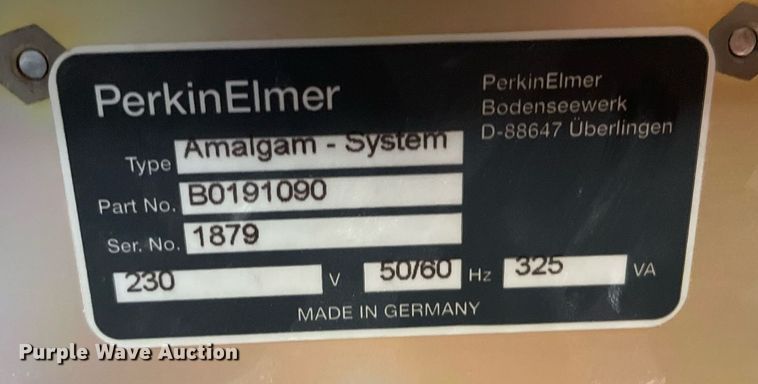 PerkinElmer
PerkinElmer
Bodenseewerk
D-88647 Überlingen
Type Amalgam - System
Part No. B0191090
Ser. No. 1879
230 V 50/60 Hz 325 VA
MADE IN GERMANY
Purple Wave Auction